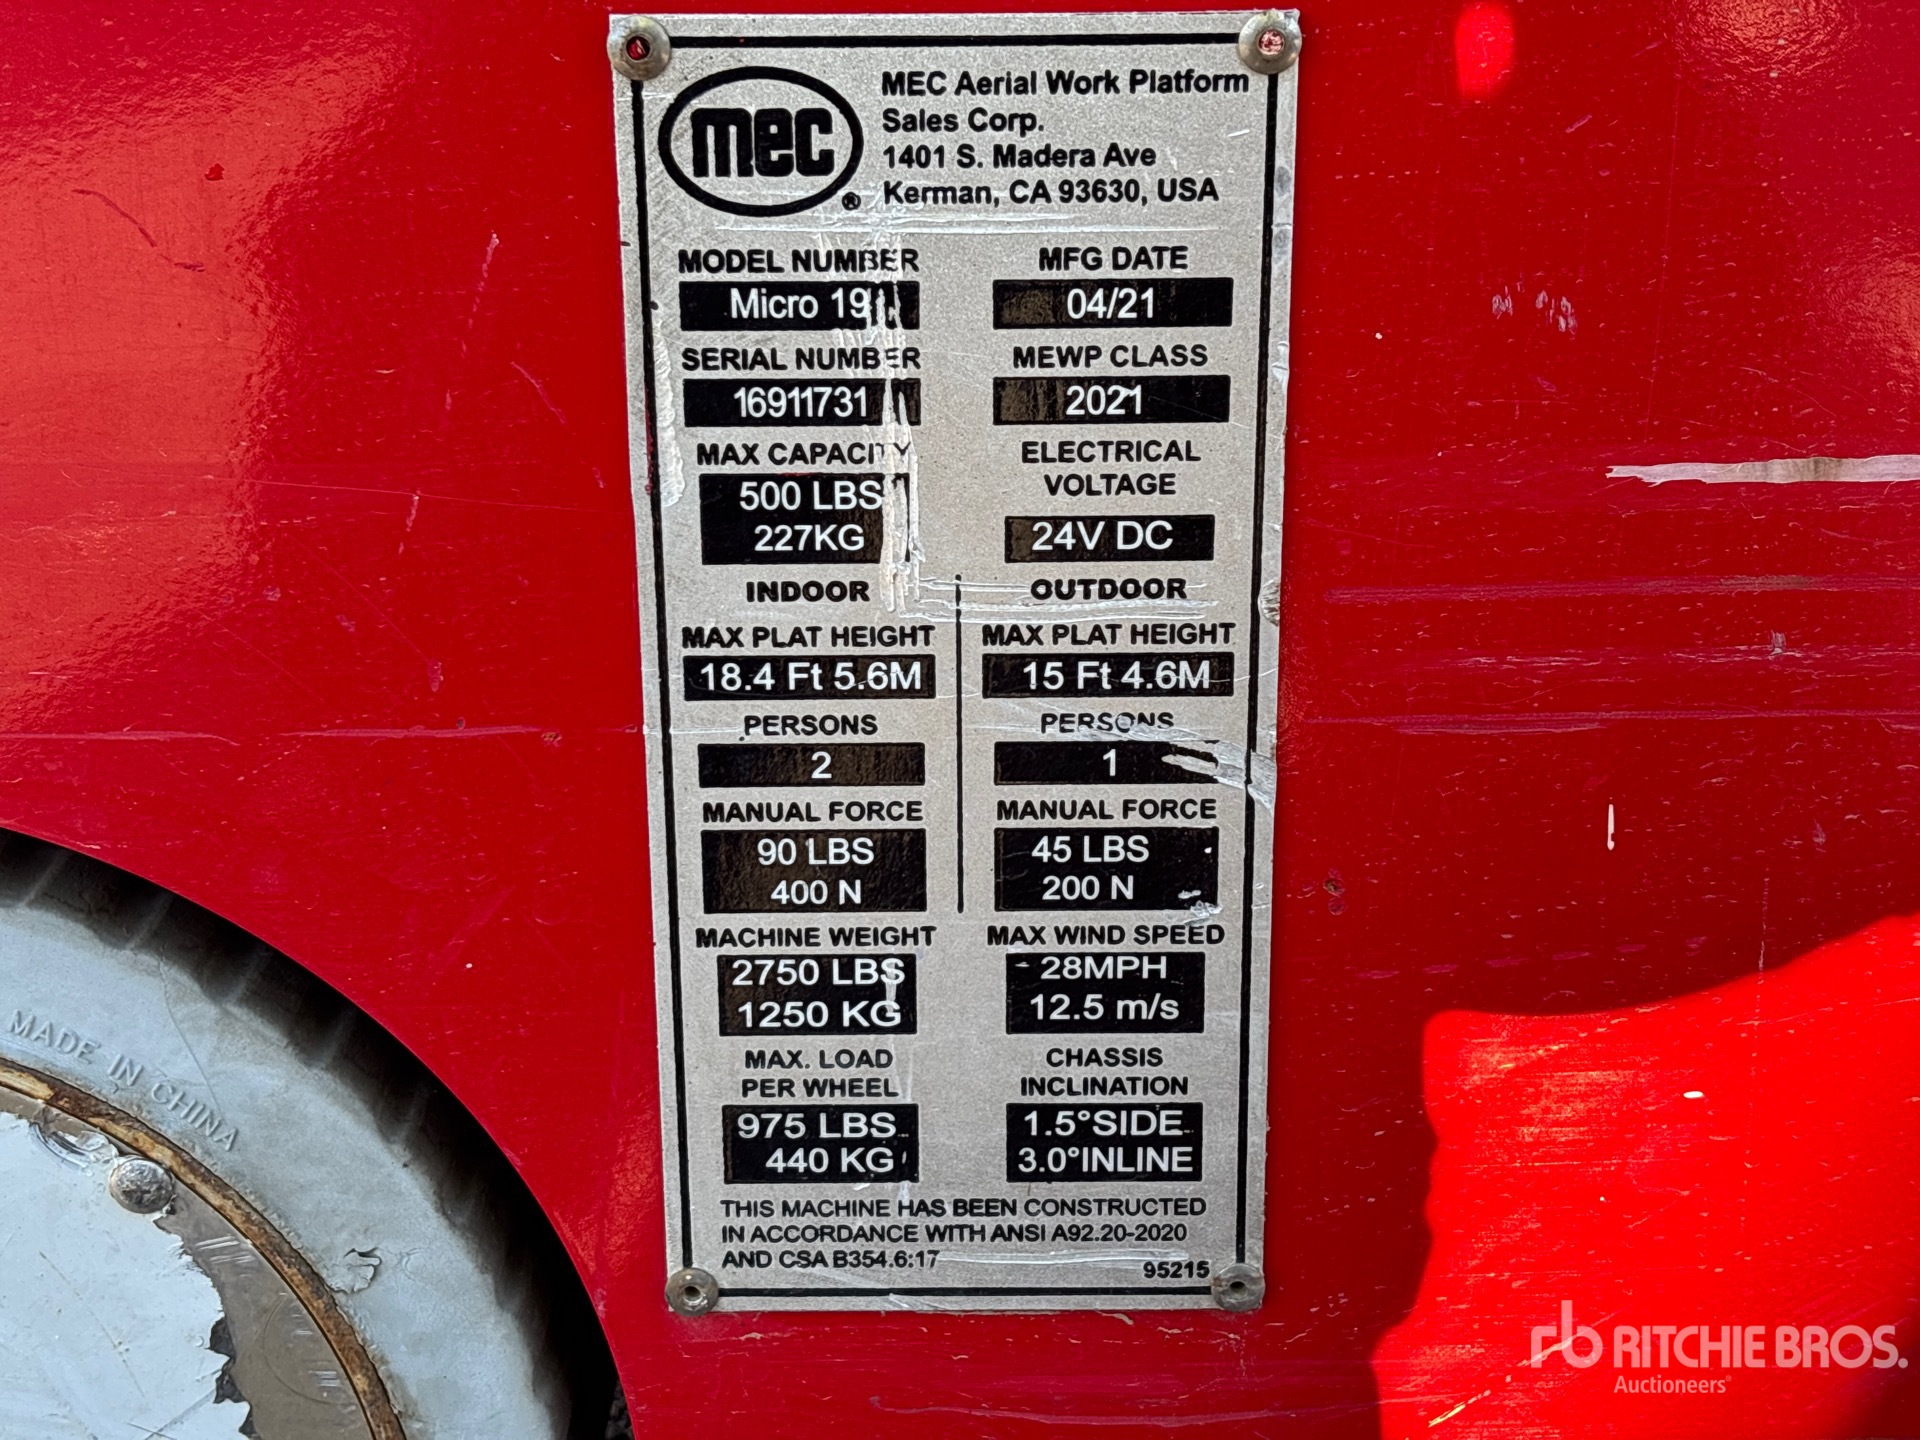 mec ®
MEC Aerial Work Platform
Sales Corp.
1401 S. Madera Ave
Kerman, CA 93630, USA
MODEL NUMBER
Micro 19
MFG DATE
04/21
SERIAL NUMBER
16911731
MEWP CLASS
2021
MAX CAPACITY
500 LBS
227KG
ELECTRICAL
VOLTAGE
24V DC
INDOOR
MAX PLAT HEIGHT
18.4 Ft 5.6M
PERSONS
2
MANUAL FORCE
90 LBS
400 N
OUTDOOR
MAX PLAT HEIGHT
15 Ft 4.6M
PERSONS
1
MANUAL FORCE
45 LBS
200 N
MACHINE WEIGHT
2750 LBS
1250 KG
MAX WIND SPEED
28MPH
12.5 m/s
MAX. LOAD
PER WHEEL
975 LBS
440 KG
CHASSIS
INCLINATION
1.5°SIDE
3.0°INLINE
THIS MACHINE HAS BEEN CONSTRUCTED
IN ACCORDANCE WITH ANSI A92.20-2020
AND CSA B354.6:17
95215
MADE IN CHINA
rb RITCHIE BROS.
Auctioneers